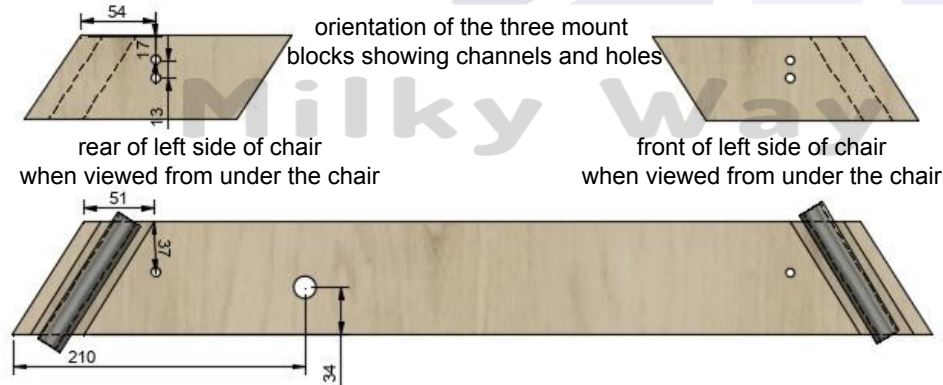 54
orientation of the three mount
blocks showing channels and holes
17
13
Milky Way
rear of left side of chair
when viewed from under the chair
front of left side of chair
when viewed from under the chair
51
37
210
34